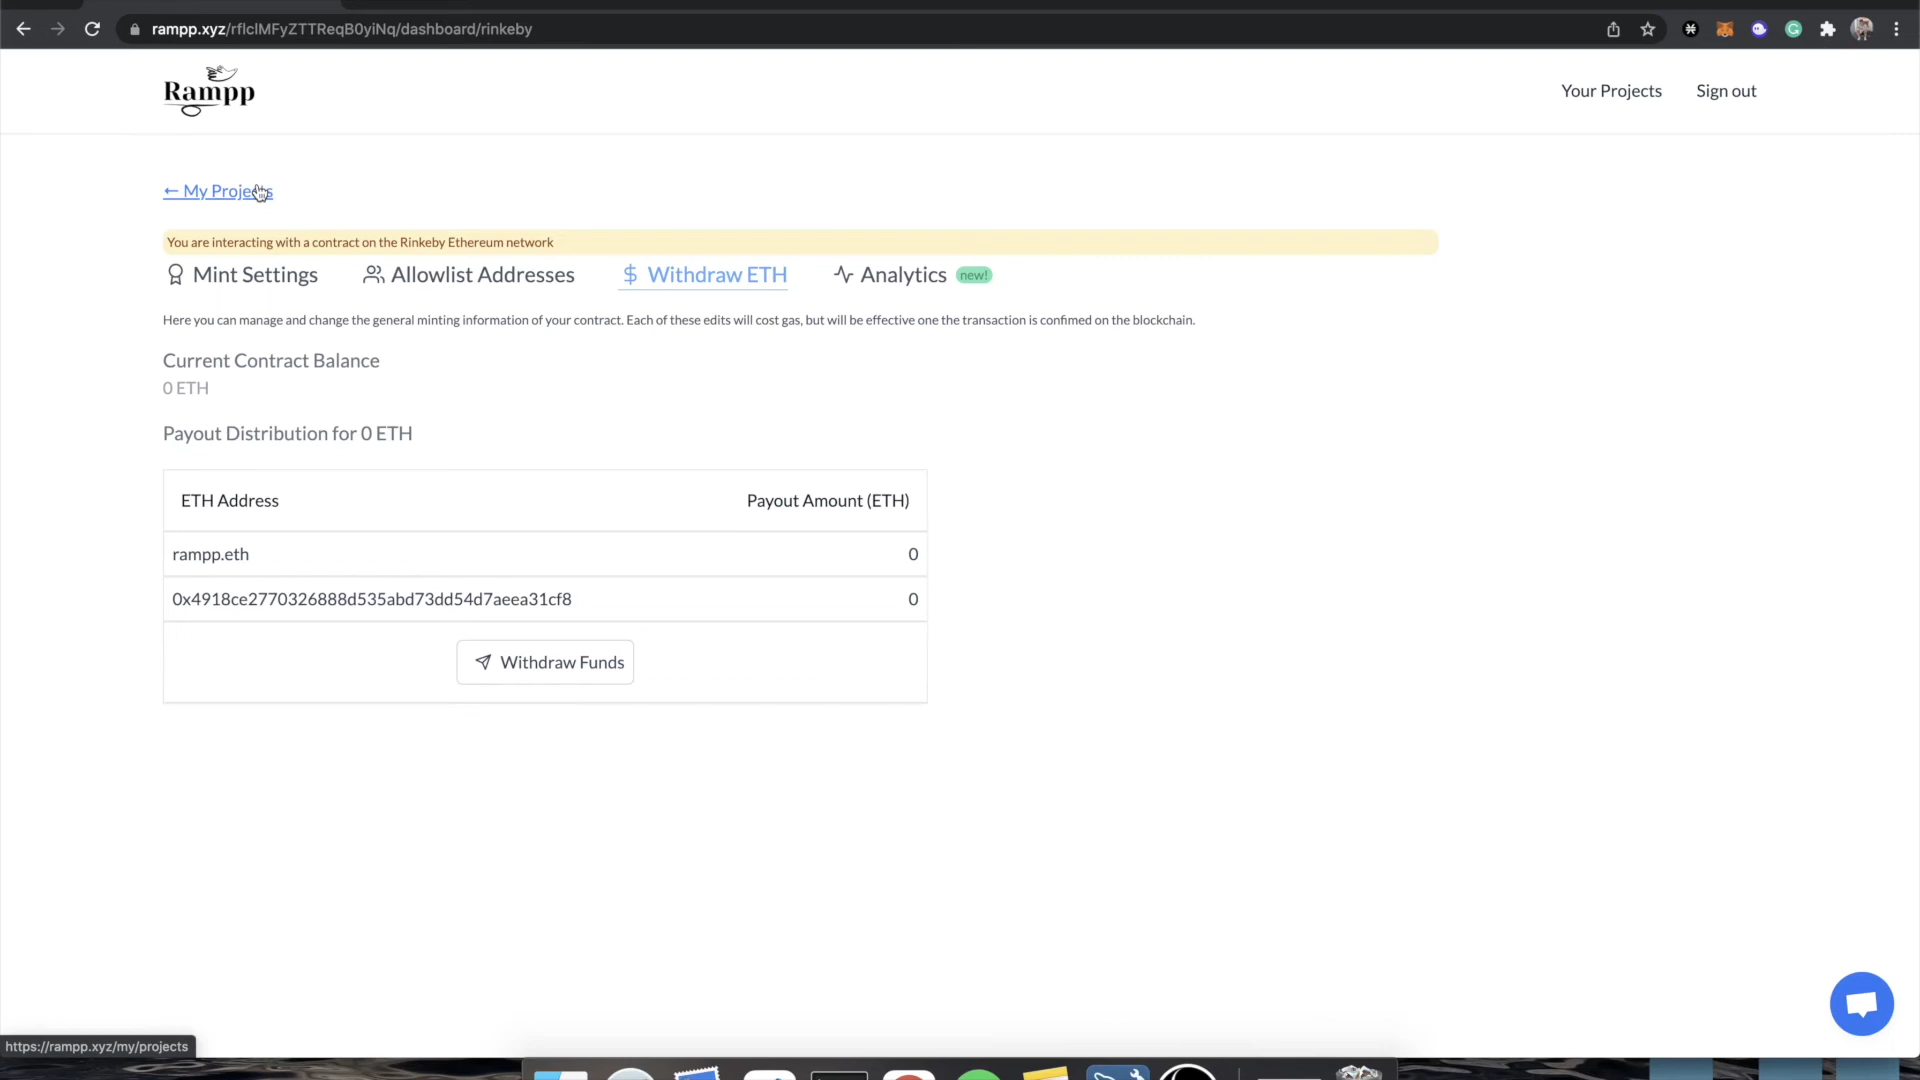 rampp.xyz/rflclMFyZTTReqB0yiNq/dashboard/rinkeby
Rampp
Your Projects
Sign out
← My Projects
You are interacting with a contract on the Rinkeby Ethereum network
Mint Settings
Allowlist Addresses
Withdraw ETH
Analytics
new!
Here you can manage and change the general minting information of your contract. Each of these edits will cost gas, but will be effective one the transaction is confimed on the blockchain.
Current Contract Balance
0 ETH
Payout Distribution for 0 ETH
ETH Address
Payout Amount (ETH)
rampp.eth
0
0x4918ce2770326888d535abd73dd54d7aeea31cf8
0
Withdraw Funds
https://rampp.xyz/my/projects